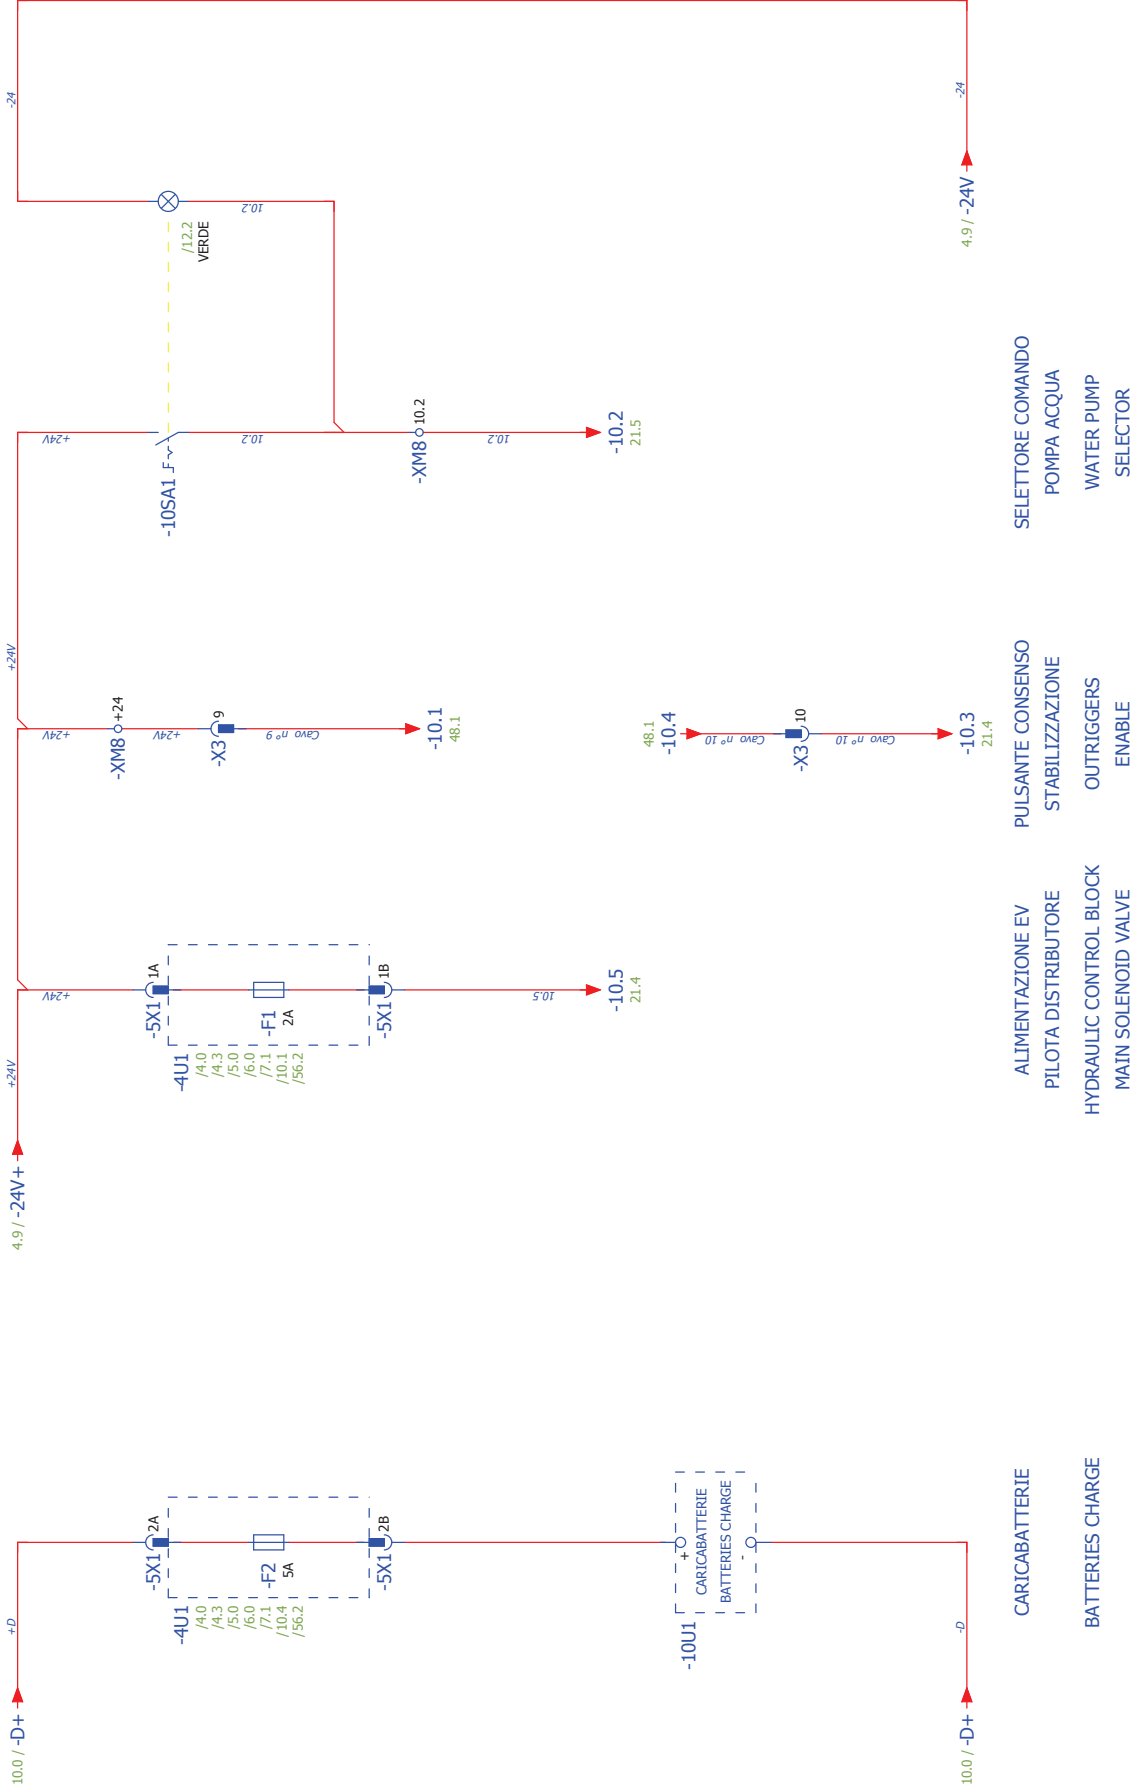 10.0 / -D+
+D
-5X1
2A
-4U1
/4.0
/4.3
/5.0
/6.0
/7.1
/10.4
/56.2
-F2
5A
-5X1
2B
-10U1
+
CARICABATTERIE
BATTERIES CHARGE
-
10.0 / -D+
-D
CARICABATTERIE
BATTERIES CHARGE
4.9 / -24V+
+24V
+24V
-5X1
1A
-4U1
/4.0
/4.3
/5.0
/6.0
/7.1
/10.1
/56.2
-F1
2A
-5X1
1B
10.5
-10.5
21.4
ALIMENTAZIONE EV
PILOTA DISTRIBUTORE
HYDRAULIC CONTROL BLOCK
MAIN SOLENOID VALVE
+24V
+24V
-XM8
+24
+24V
-X3
9
Cavo n° 9
-10.1
48.1
48.1
-10.4
Cavo n° 10
-X3
10
Cavo n° 10
-10.3
21.4
PULSANTE CONSENSO
STABILIZZAZIONE
OUTRIGGERS
ENABLE
+24V
-10SA1
10.2
-XM8
10.2
10.2
-10.2
21.5
SELETTORE COMANDO
POMPA ACQUA
WATER PUMP
SELECTOR
-24
/12.2
VERDE
10.2
4.9 / -24V
-24